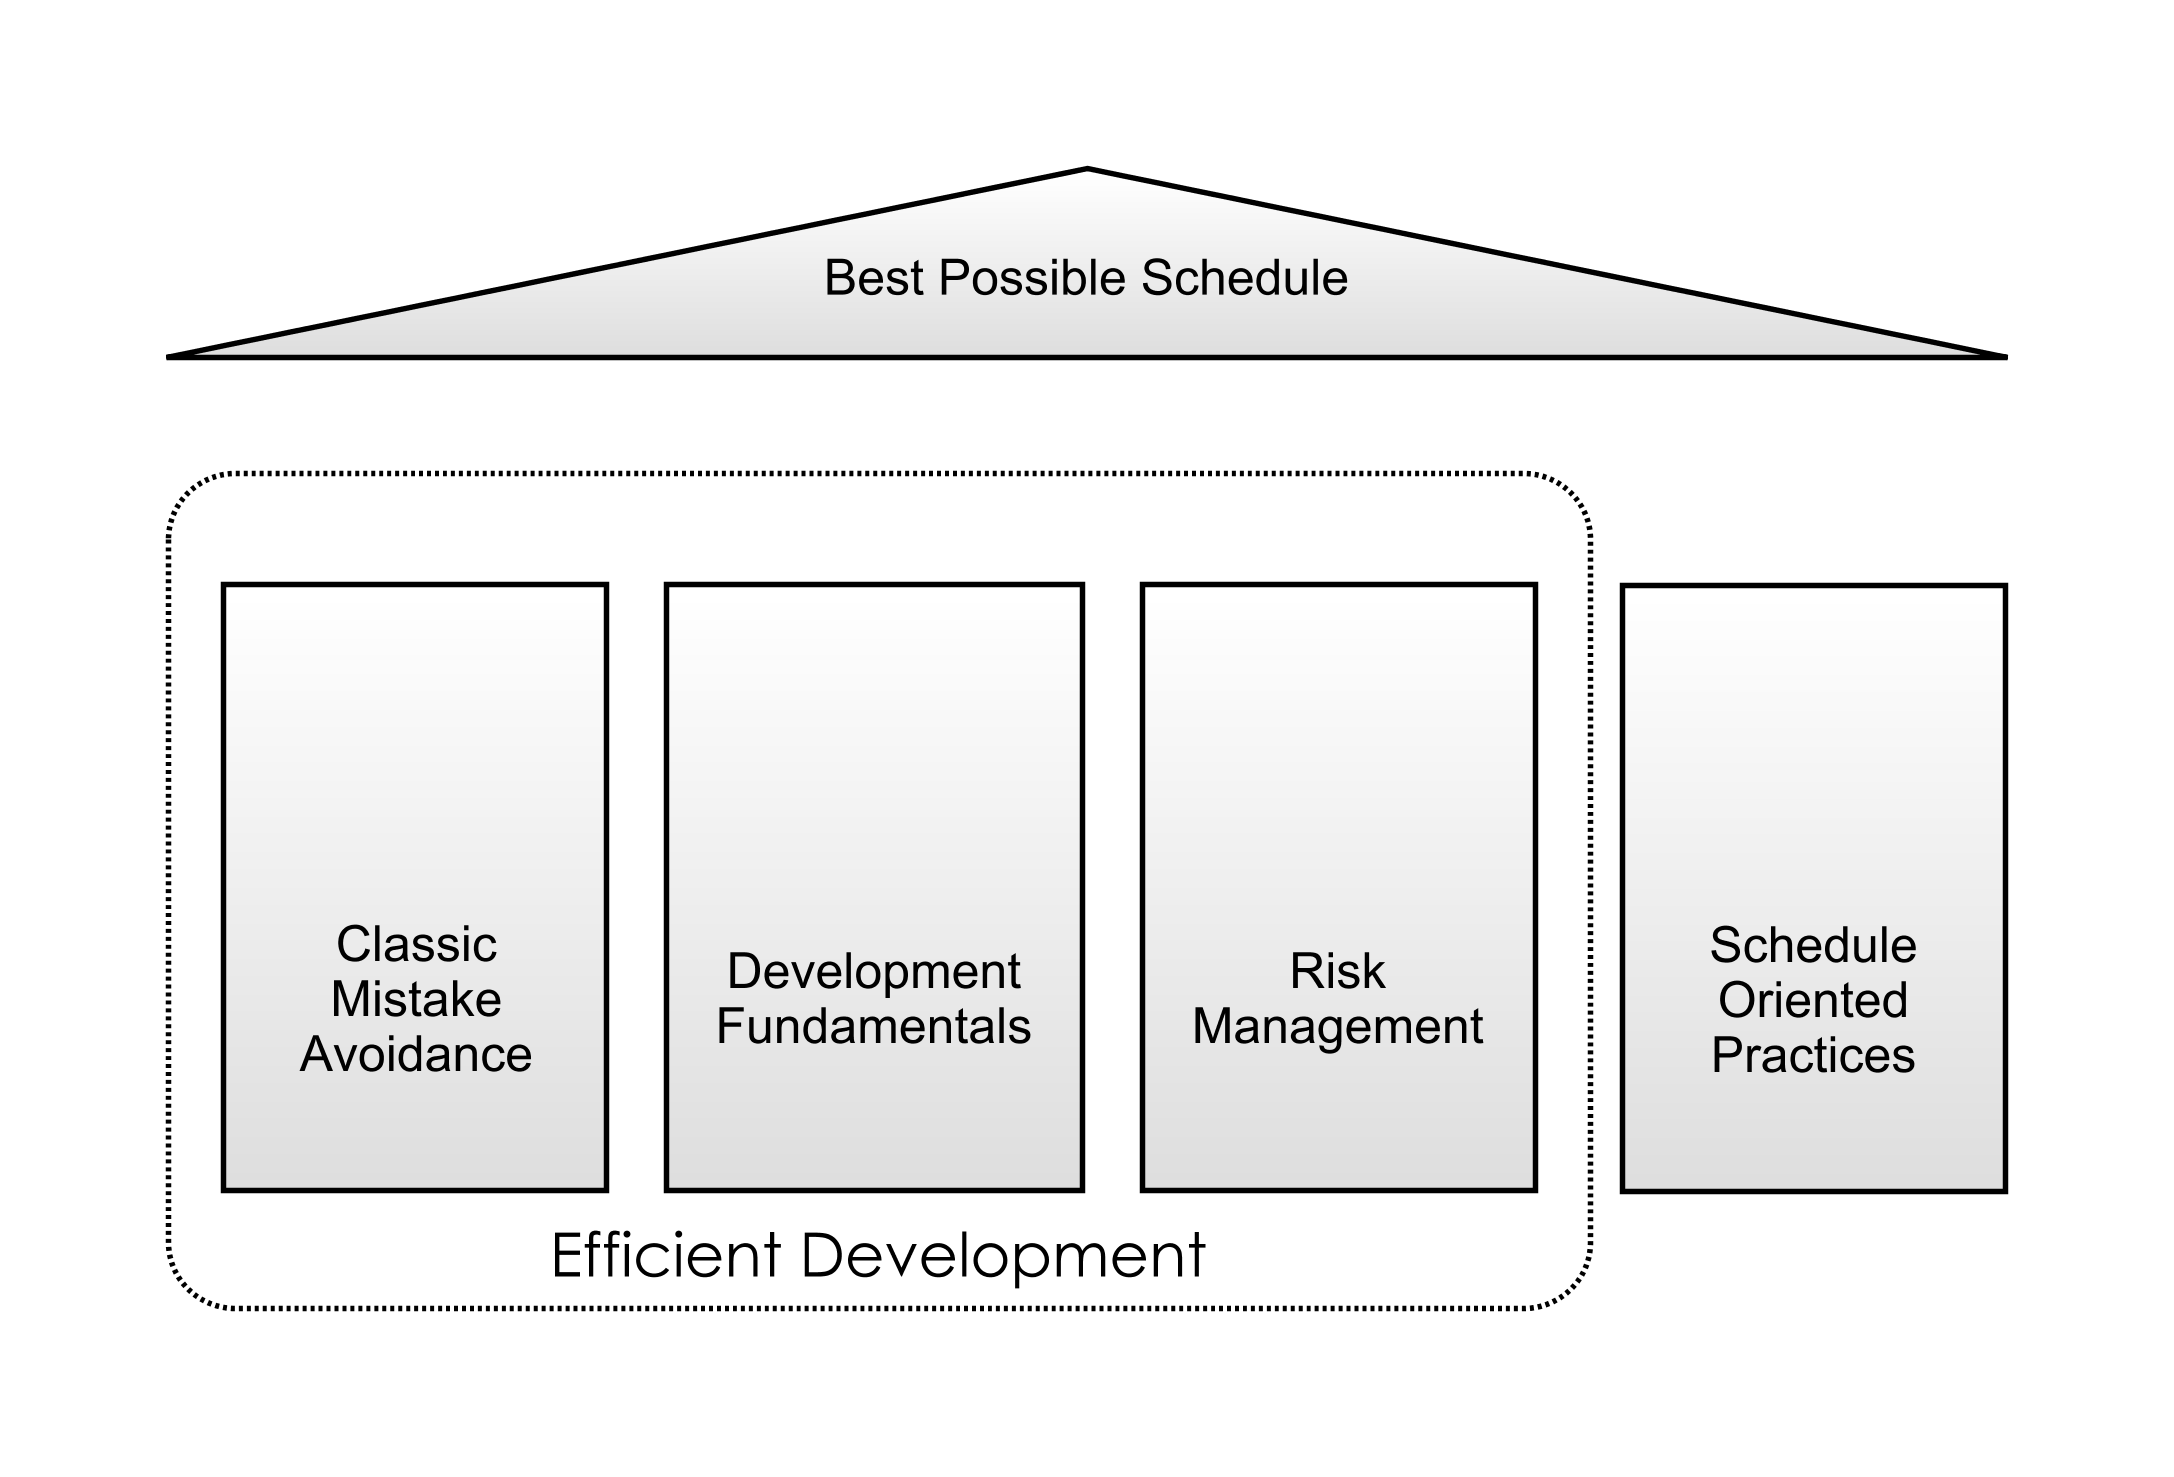 Best Possible Schedule
Classic
Mistake
Avoidance
Development
Fundamentals
Risk
Management
Schedule
Oriented
Practices
Efficient Development